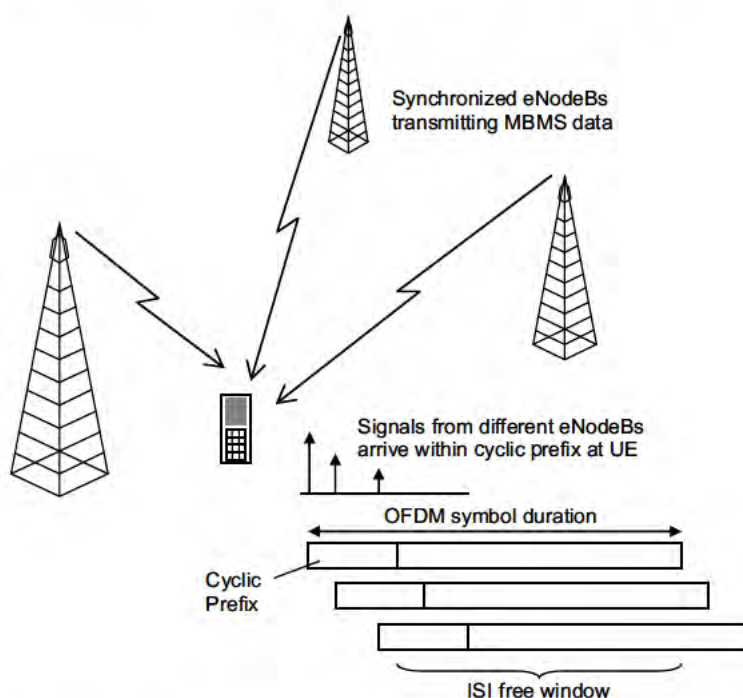 Synchronized eNodeBs
transmitting MBMS data
Signals from different eNodeBs
arrive within cyclic prefix at UE
OFDM symbol duration
Cyclic
Prefix
ISI free window